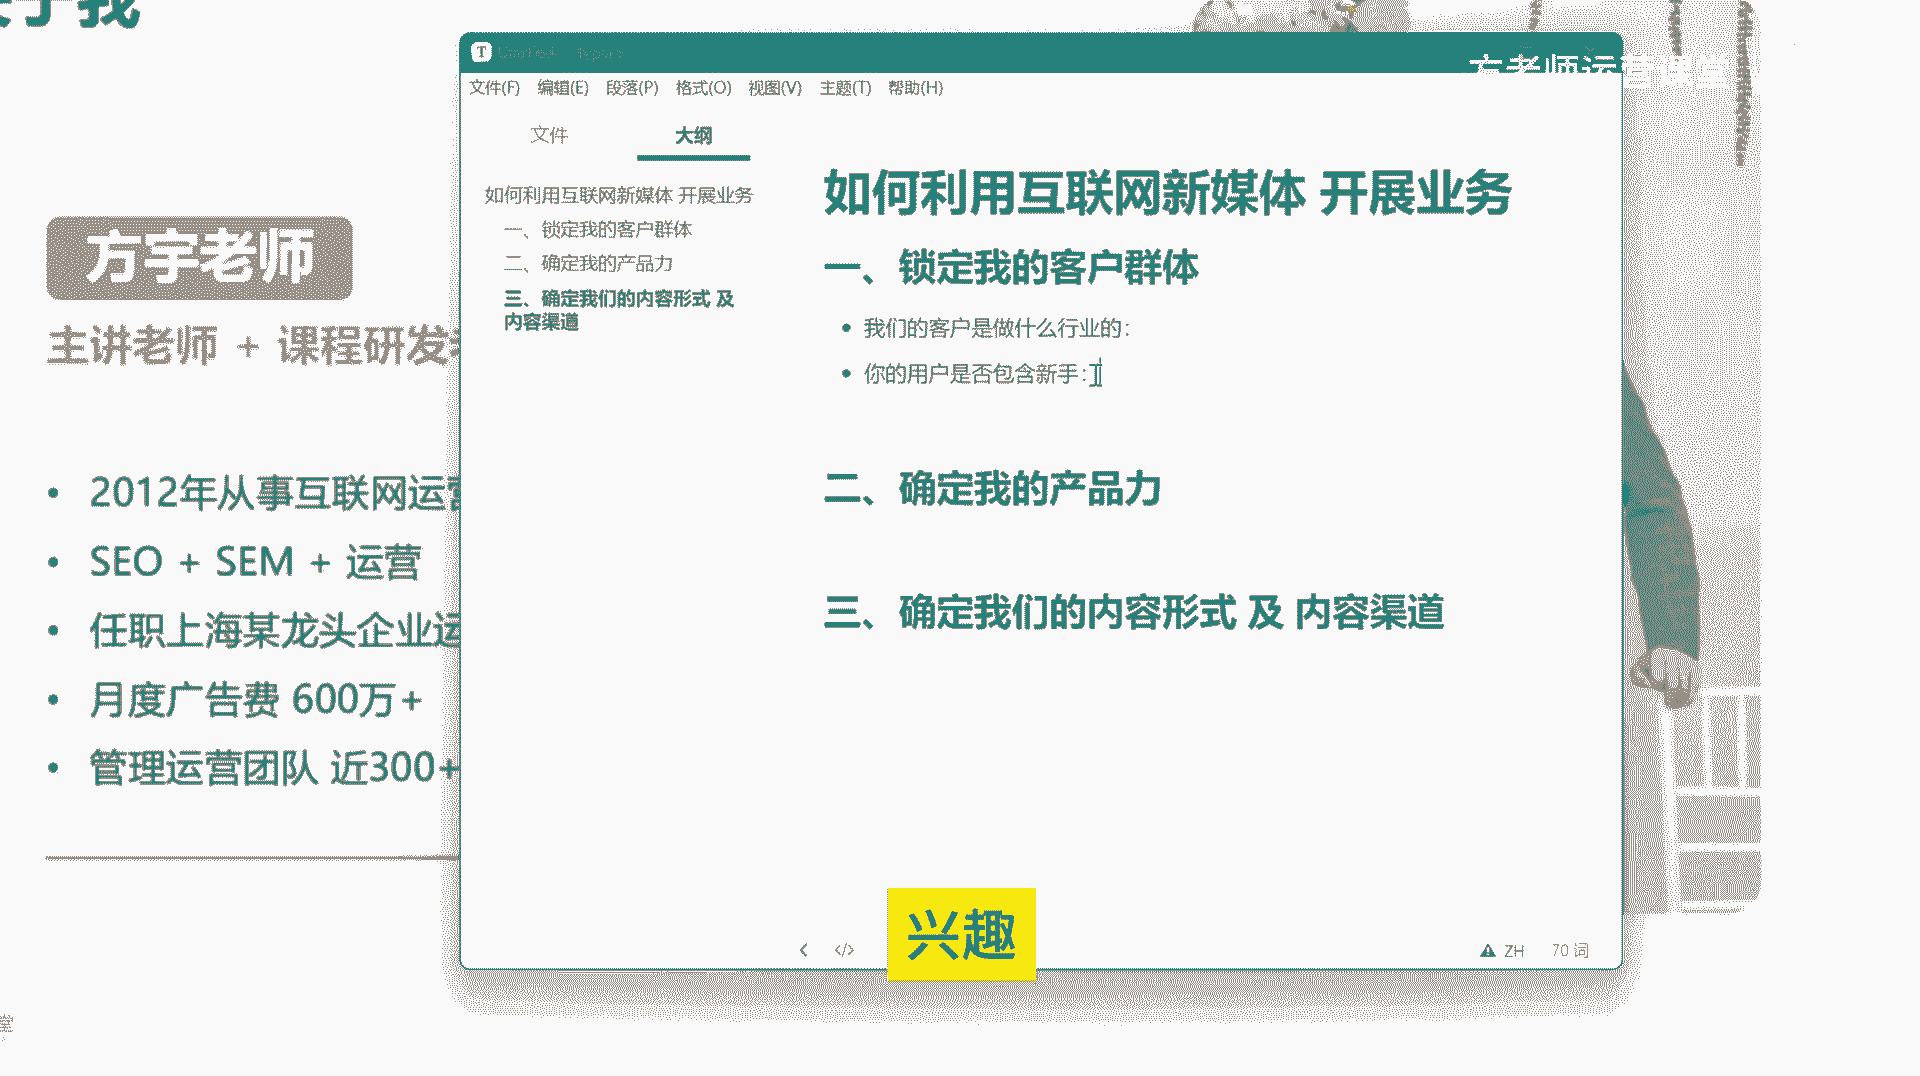 于我
方宇老师
主讲老师 + 课程研发
2012年从事互联网运营
SEO + SEM + 运营
任职上海某龙头企业运
月度广告费 600万+
管理运营团队 近300+
方老师运营课堂
文件(F) 编辑(E) 段落(P) 格式(O) 视图(V) 主题(T) 帮助(H)
文件 大纲
如何利用互联网新媒体 开展业务
一、锁定我的客户群体
二、确定我的产品力
三、确定我们的内容形式 及
内容渠道
如何利用互联网新媒体 开展业务
一、锁定我的客户群体
我们的客户是做什么行业的：
你的用户是否包含新手：
二、确定我的产品力
三、确定我们的内容形式 及 内容渠道
</> ZH 70 词
兴趣